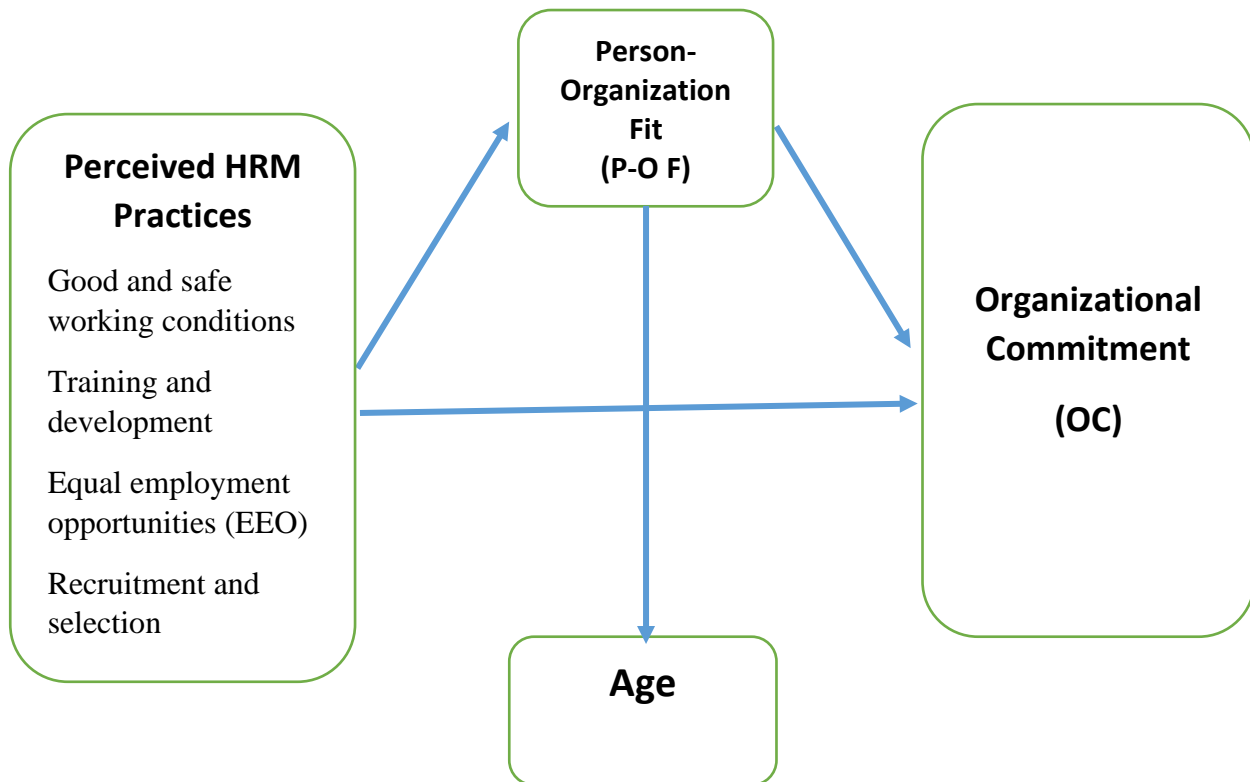 Person-
Organization
Fit
(P-O F)
Perceived HRM
Practices
Good and safe
working conditions
Training and
development
Equal employment
opportunities (EEO)
Recruitment and
selection
Organizational
Commitment
(OC)
Age